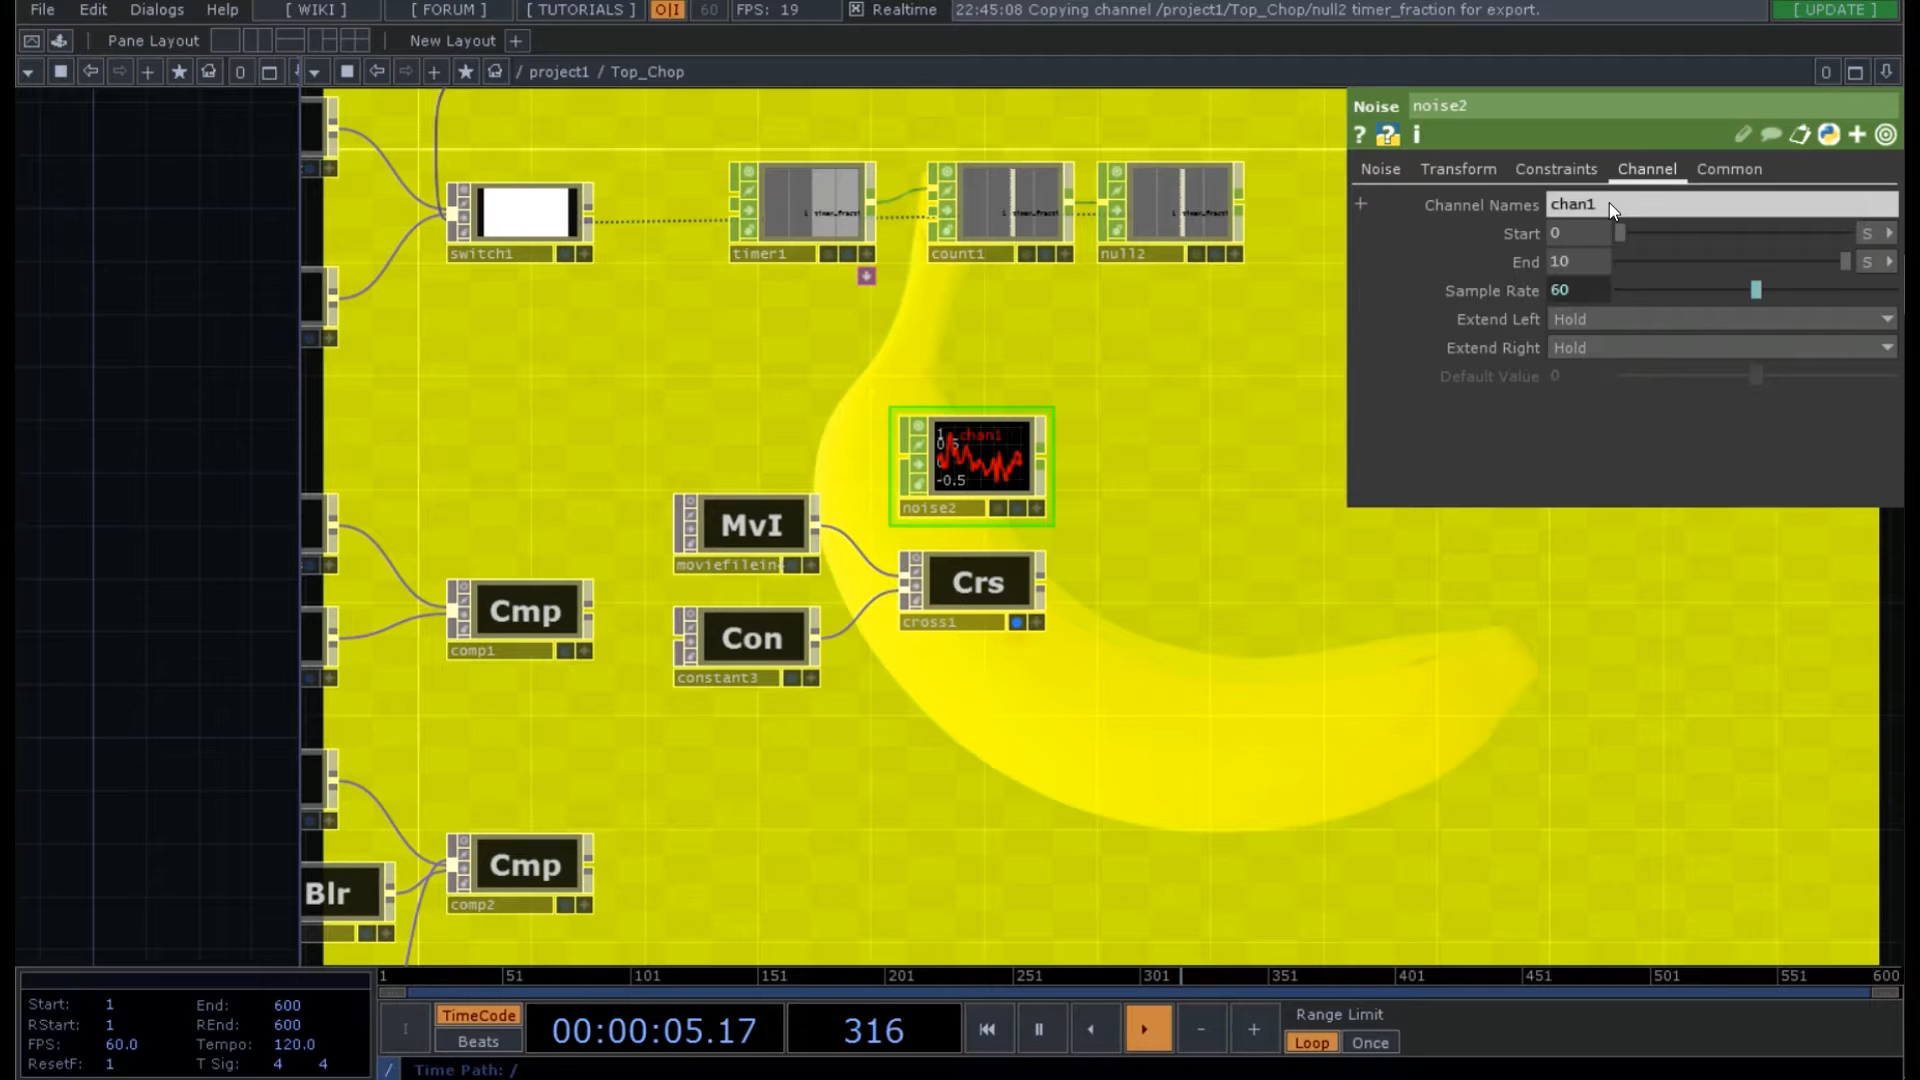 File Edit Dialogs Help [ WIKI ] [ FORUM ] [ TUTORIALS ] O|I 60 FPS: 19 Realtime 22:45:08 Copying channel /project1/Top_Chop/null2 timer_fraction for export. [ UPDATE ]
Pane Layout New Layout +
0 / project1 / Top_Chop 0
Noise noise2
? ? i
Noise Transform Constraints Channel Common
Channel Names chan1
Start 0 S
End 10 S
Sample Rate 60
Extend Left Hold
Extend Right Hold
Default Value 0
switch1
timer1
count1
null2
chan1
-0.5
noise2
MvI
moviefilein
Con
constant3
Crs
cross1
Cmp
comp1
Cmp
comp2
Blr
1 51 101 151 201 251 301 351 401 451 501 551 600
Start: 1 End: 600
RStart: 1 REnd: 600
FPS: 60.0 Tempo: 120.0
ResetF: 1 T Sig: 4 4
TimeCode
Beats
00:00:05.17
316
Range Limit
Loop Once
/ Time Path: /